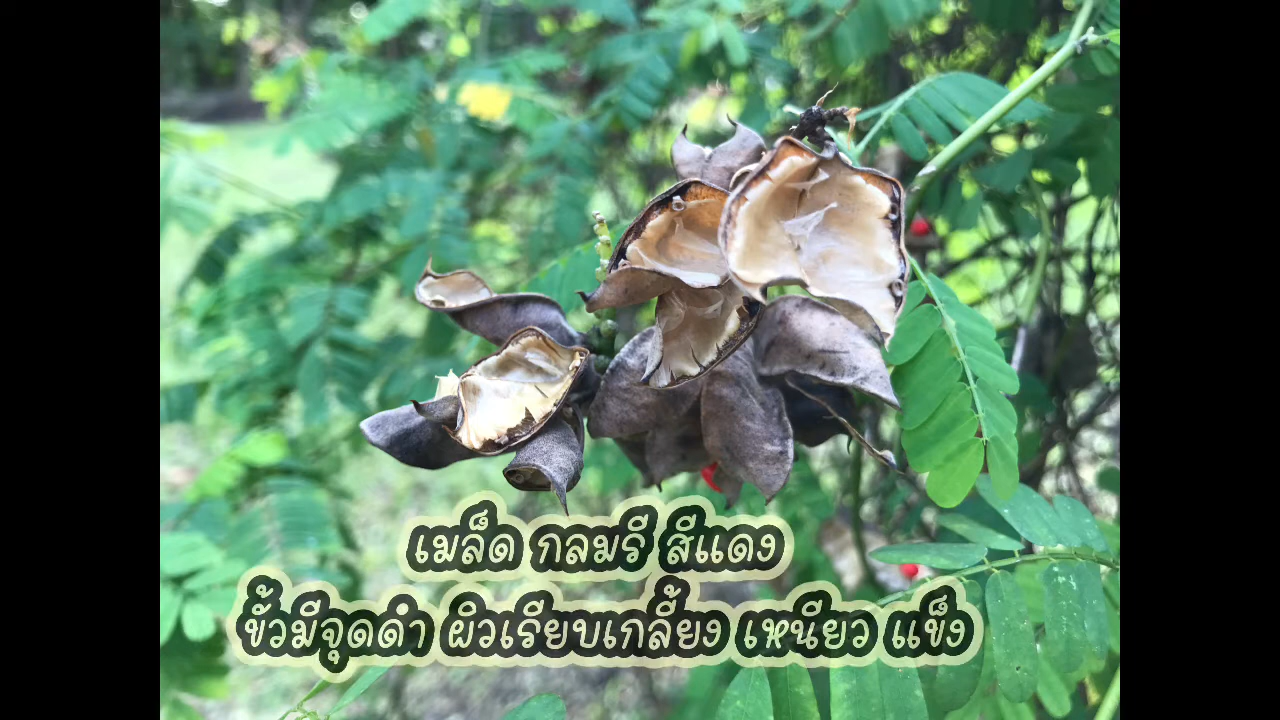 เมล็ด กลมรี สีแดง
ขั้วมีจุดดำ ผิวเรียบเกลี้ยง เหนียว แข็ง